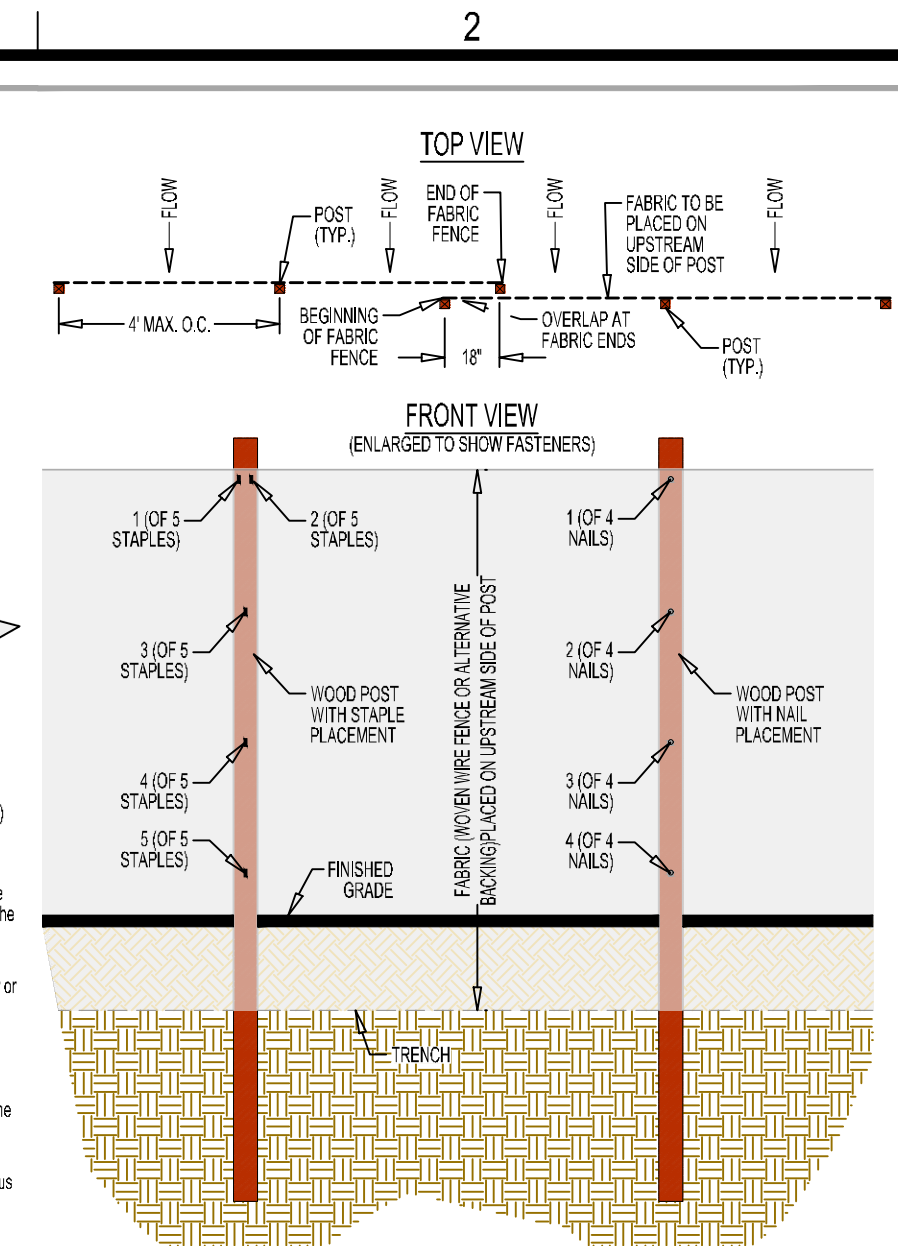 2
TOP VIEW
FLOW
POST
(TYP.)
FLOW
END OF
FABRIC
FENCE
FLOW
FABRIC TO BE
PLACED ON
UPSTREAM
SIDE OF POST
FLOW
4' MAX. O.C.
BEGINNING
OF FABRIC
FENCE
18"
OVERLAP AT
FABRIC ENDS
POST
(TYP.)
FRONT VIEW
(ENLARGED TO SHOW FASTENERS)
1 (OF 5
STAPLES)
2 (OF 5
STAPLES)
3 (OF 5
STAPLES)
WOOD POST
WITH STAPLE
PLACEMENT
4 (OF 5
STAPLES)
5 (OF 5
STAPLES)
FINISHED
GRADE
FABRIC (WOVEN WIRE FENCE OR ALTERNATIVE
BACKING)PLACED ON UPSTREAM SIDE OF POST
1 (OF 4
NAILS)
2 (OF 4
NAILS)
WOOD POST
WITH NAIL
PLACEMENT
3 (OF 4
NAILS)
4 (OF 4
NAILS)
TRENCH
)
or